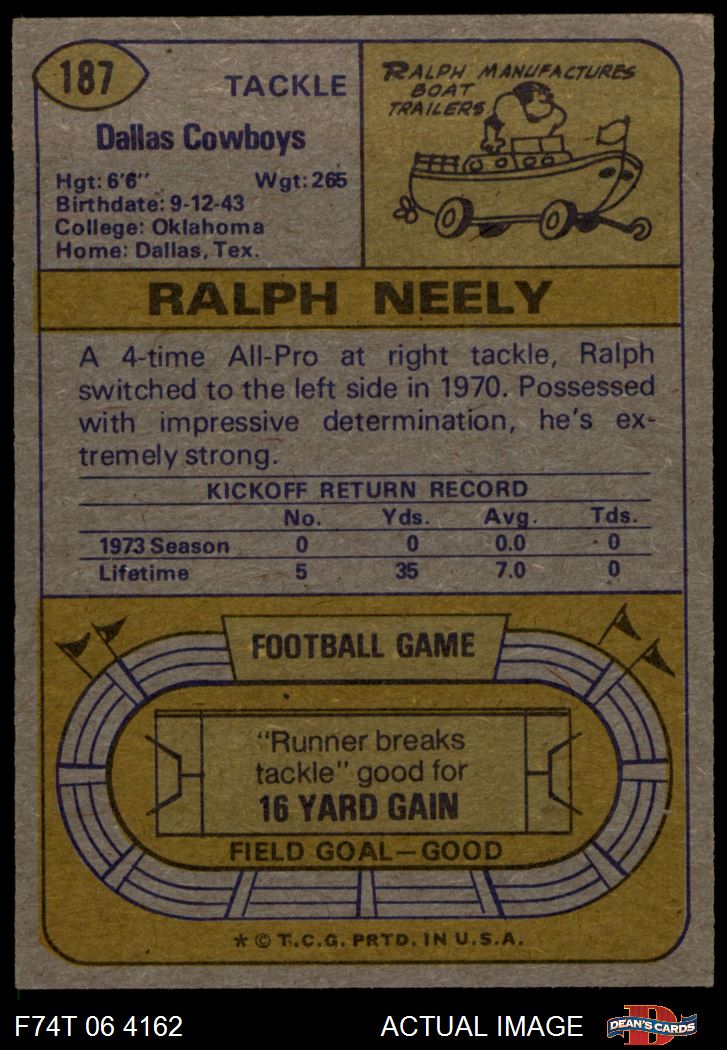 187
TACKLE
Dallas Cowboys
Hgt: 6'6" Wgt: 265
Birthdate: 9-12-43
College: Oklahoma
Home: Dallas, Tex.
RALPH MANUFACTURES
BOAT
TRAILERS
RALPH NEELY
A 4-time All-Pro at right tackle, Ralph
switched to the left side in 1970. Possessed
with impressive determination, he's ex-
tremely strong.
KICKOFF RETURN RECORD
No. Yds. Avg. Tds.
1973 Season 0 0 0.0 0
Lifetime 5 35 7.0 0
FOOTBALL GAME
"Runner breaks
tackle" good for
16 YARD GAIN
FIELD GOAL—GOOD
* © T.C.G. PRTD. IN U.S.A.
F74T 06 4162 ACTUAL IMAGE
D
DEAN'S CARDS